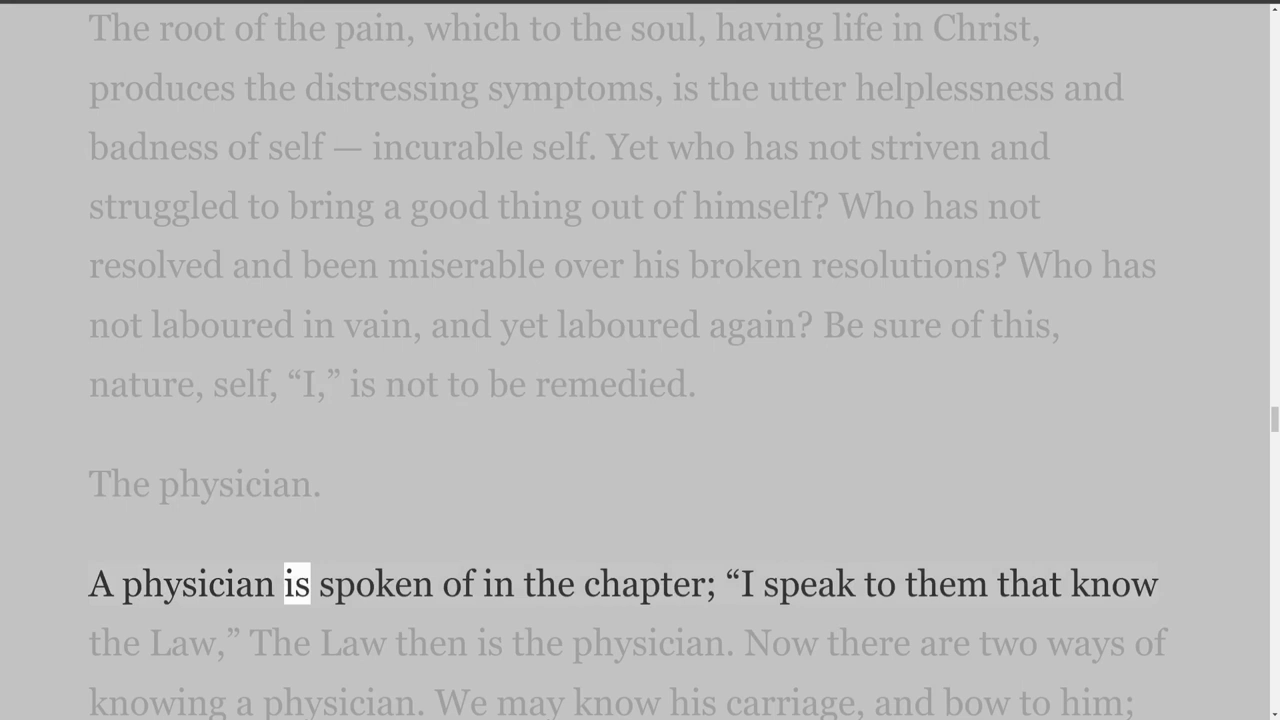 The root of the pain, which to the soul, having life in Christ,
produces the distressing symptoms, is the utter helplessness and
badness of self — incurable self. Yet who has not striven and
struggled to bring a good thing out of himself? Who has not
resolved and been miserable over his broken resolutions? Who has
not laboured in vain, and yet laboured again? Be sure of this,
nature, self, “I,” is not to be remedied.
The physician.
A physician is spoken of in the chapter; “I speak to them that know
the Law,” The Law then is the physician. Now there are two ways of
knowing a physician. We may know his carriage, and bow to him;